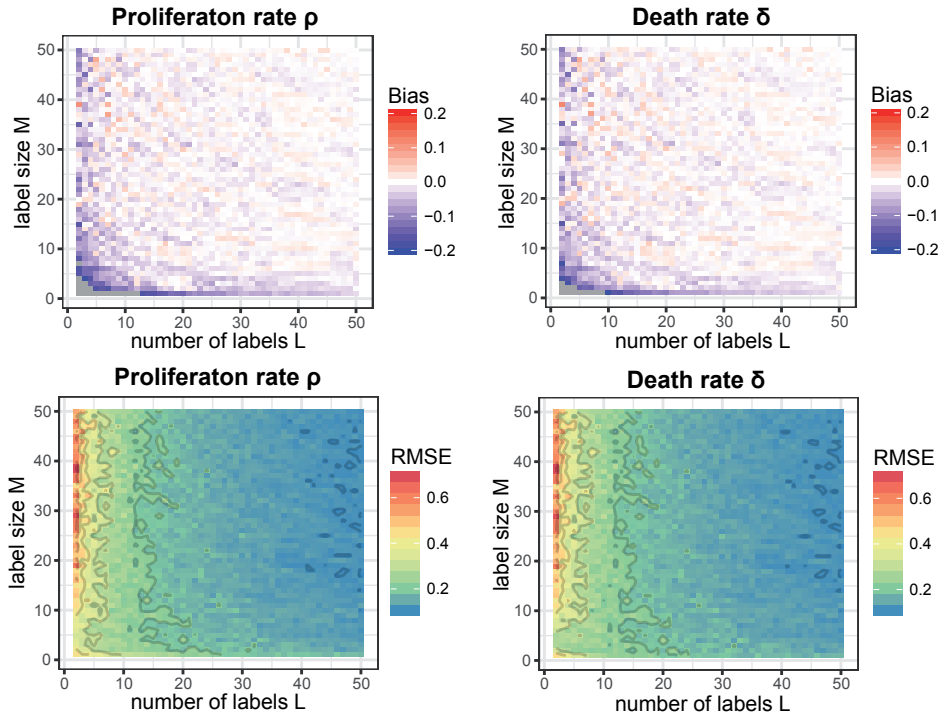 Proliferaton rate ρ
Death rate δ
label size M
50
40
30
20
10
0
0 10 20 30 40 50
number of labels L
Bias
0.2
0.1
0.0
−0.1
−0.2
label size M
50
40
30
20
10
0
0 10 20 30 40 50
number of labels L
Bias
0.2
0.1
0.0
−0.1
−0.2
Proliferaton rate ρ
Death rate δ
label size M
50
40
30
20
10
0
0 10 20 30 40 50
number of labels L
RMSE
0.6
0.4
0.2
label size M
50
40
30
20
10
0
0 10 20 30 40 50
number of labels L
RMSE
0.6
0.4
0.2